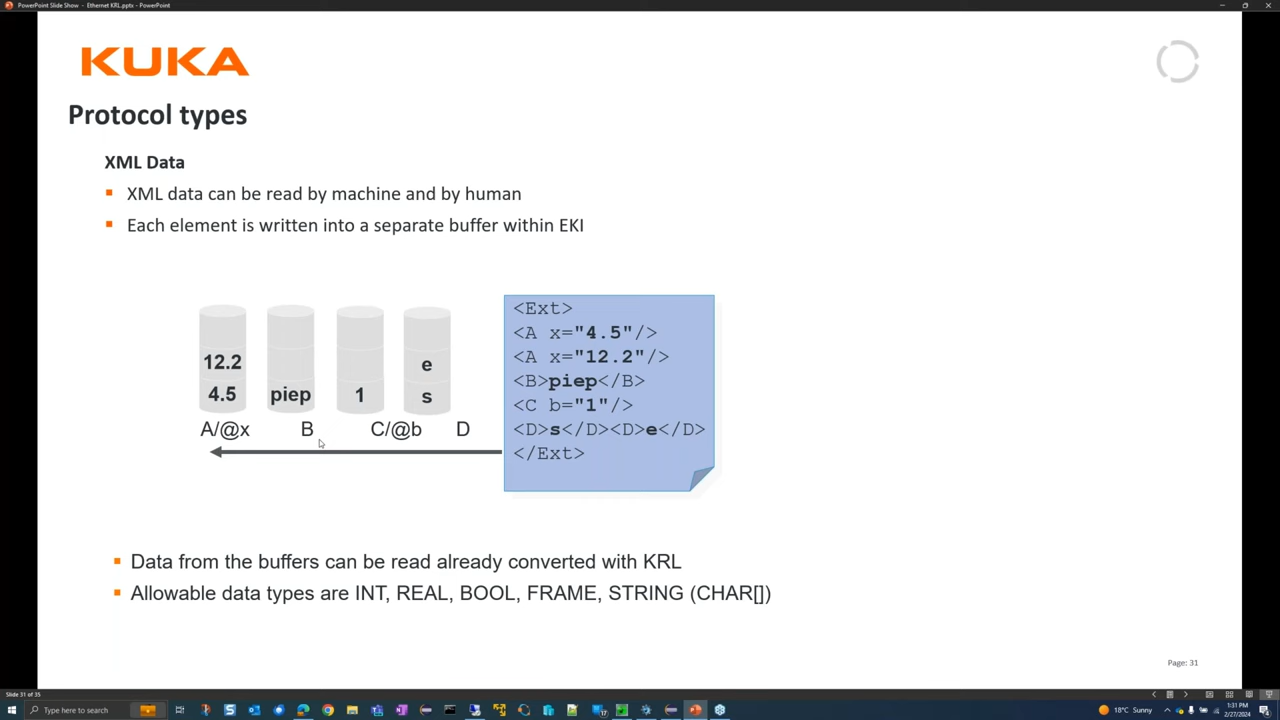 PowerPoint Slide Show - Ethernet KRL.pptx - PowerPoint
KUKA
Protocol types
XML Data
XML data can be read by machine and by human
Each element is written into a separate buffer within EKI
12.2
4.5
piep
1
e
s
A/@x
B
C/@b
D
<Ext>
<A x="4.5"/>
<A x="12.2"/>
<B>piep</B>
<C b="1"/>
<D>s</D><D>e</D>
</Ext>
Data from the buffers can be read already converted with KRL
Allowable data types are INT, REAL, BOOL, FRAME, STRING (CHAR[])
Page: 31
Slide 31 of 35
Type here to search
18°C Sunny
1:31 PM
2/27/2024